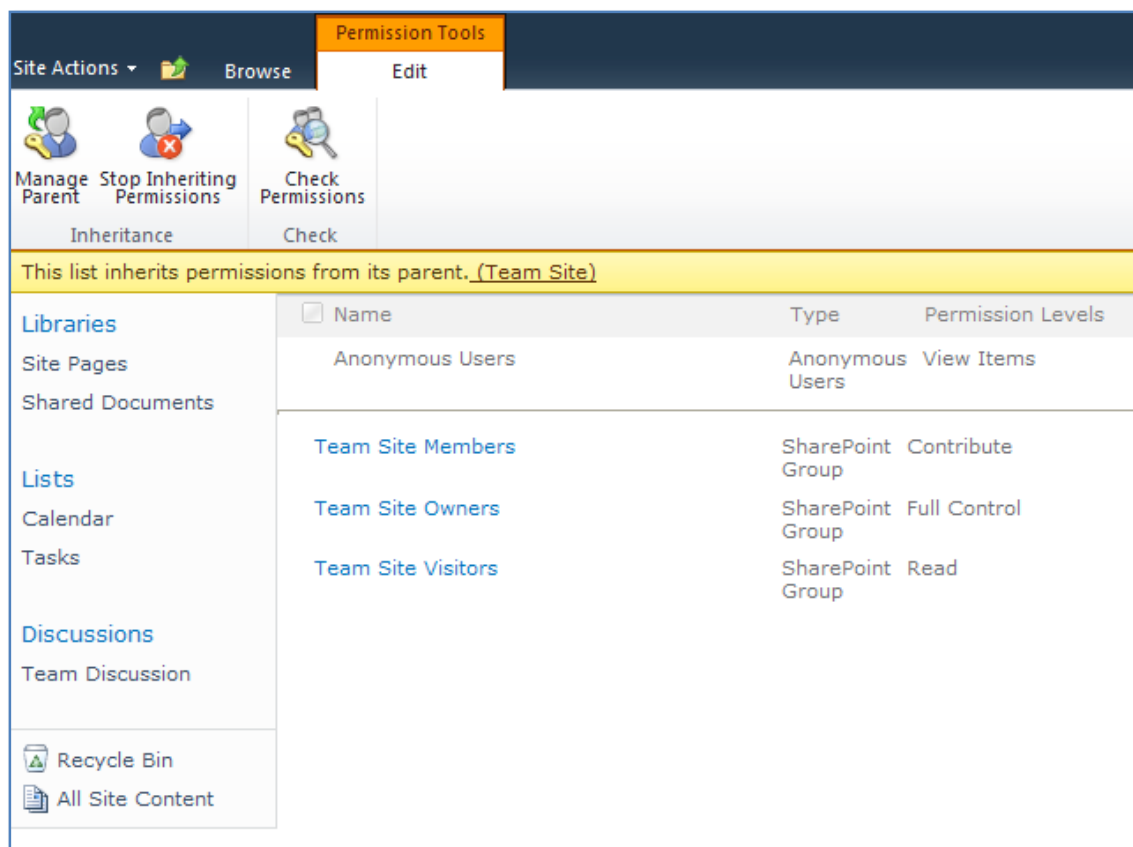 Permission Tools
Site Actions Browse Edit
Manage Parent
Stop Inheriting Permissions
Check Permissions
Inheritance
Check
This list inherits permissions from its parent. (Team Site)
Libraries
Site Pages
Shared Documents
Lists
Calendar
Tasks
Discussions
Team Discussion
Recycle Bin
All Site Content
Name Type Permission Levels
Anonymous Users Anonymous View Items
Users
Team Site Members SharePoint Contribute
Group
Team Site Owners SharePoint Full Control
Group
Team Site Visitors SharePoint Read
Group